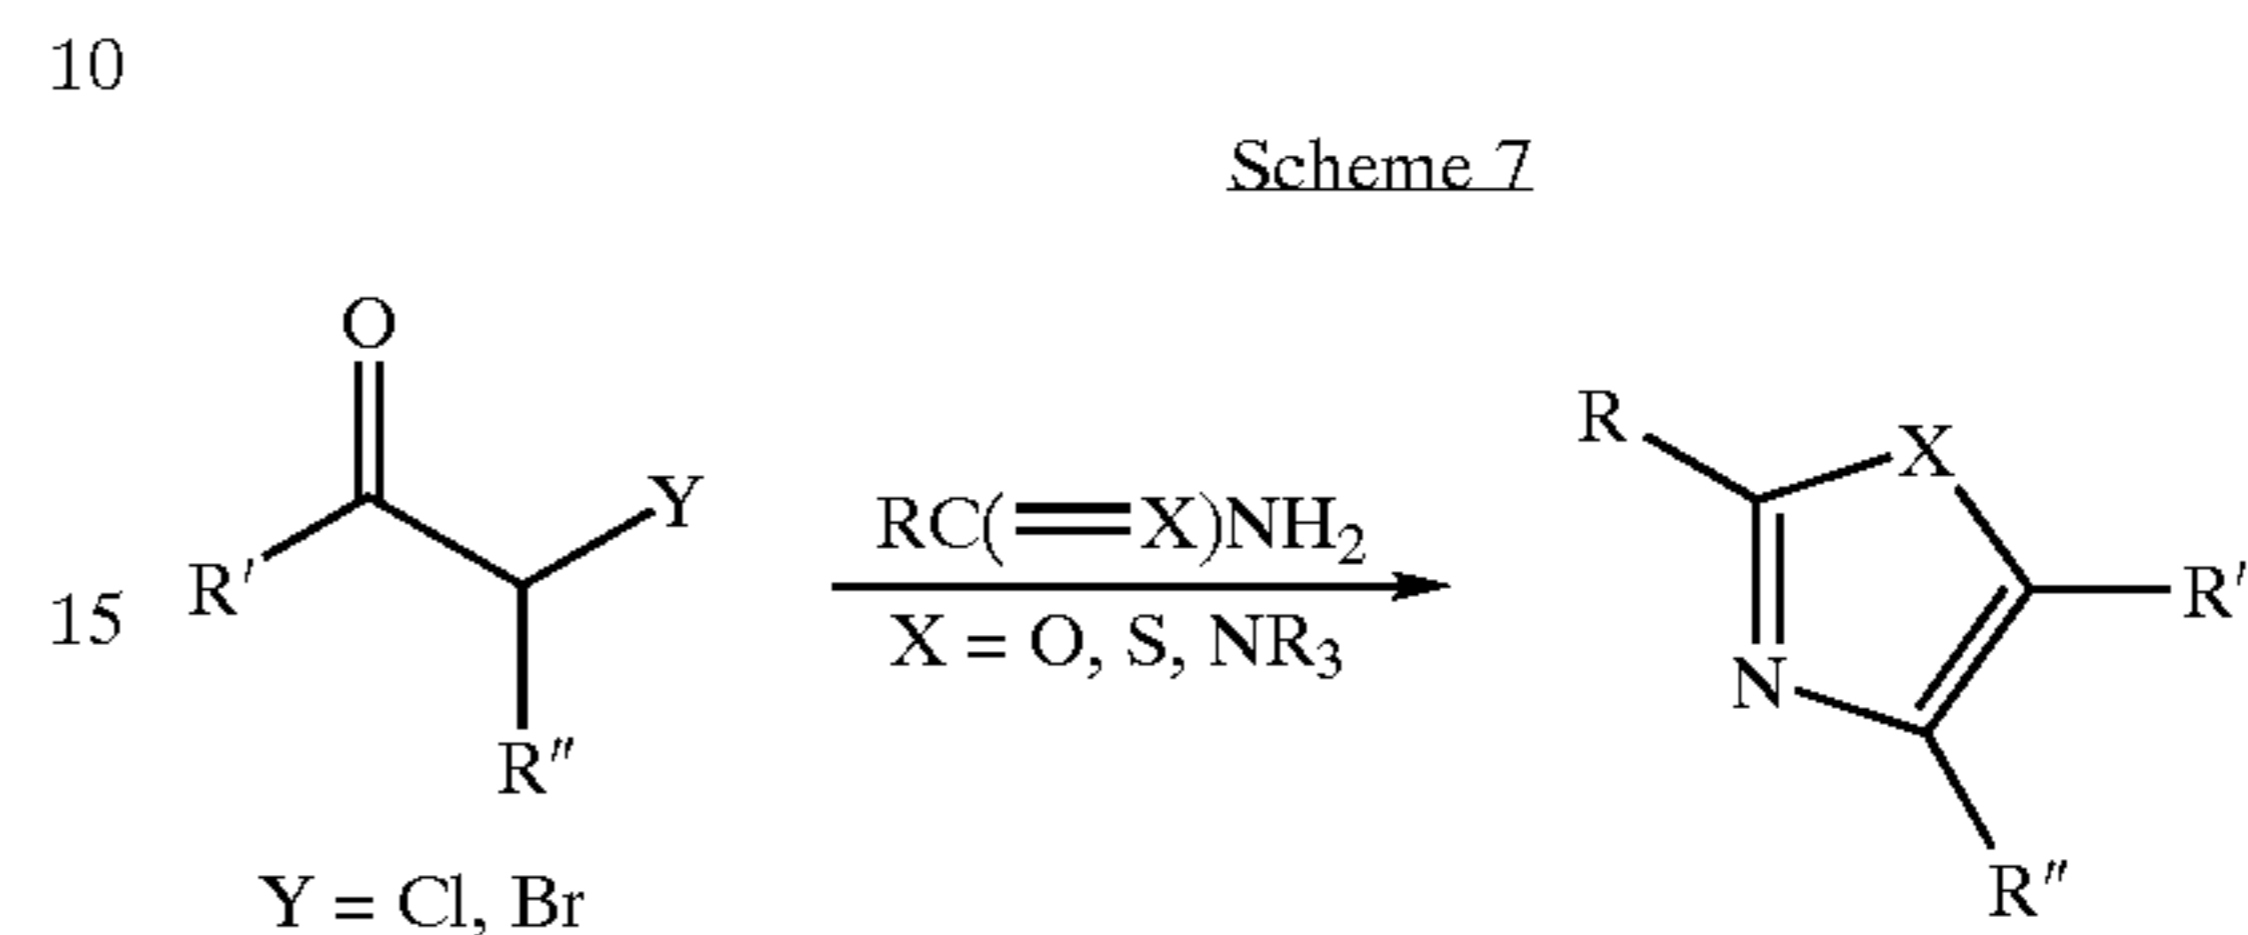 10
Scheme 7
O
Y
R'
R"
Y = Cl, Br
RC(=X)NH₂
X = O, S, NR₃
15
R
X
R'
N
R"